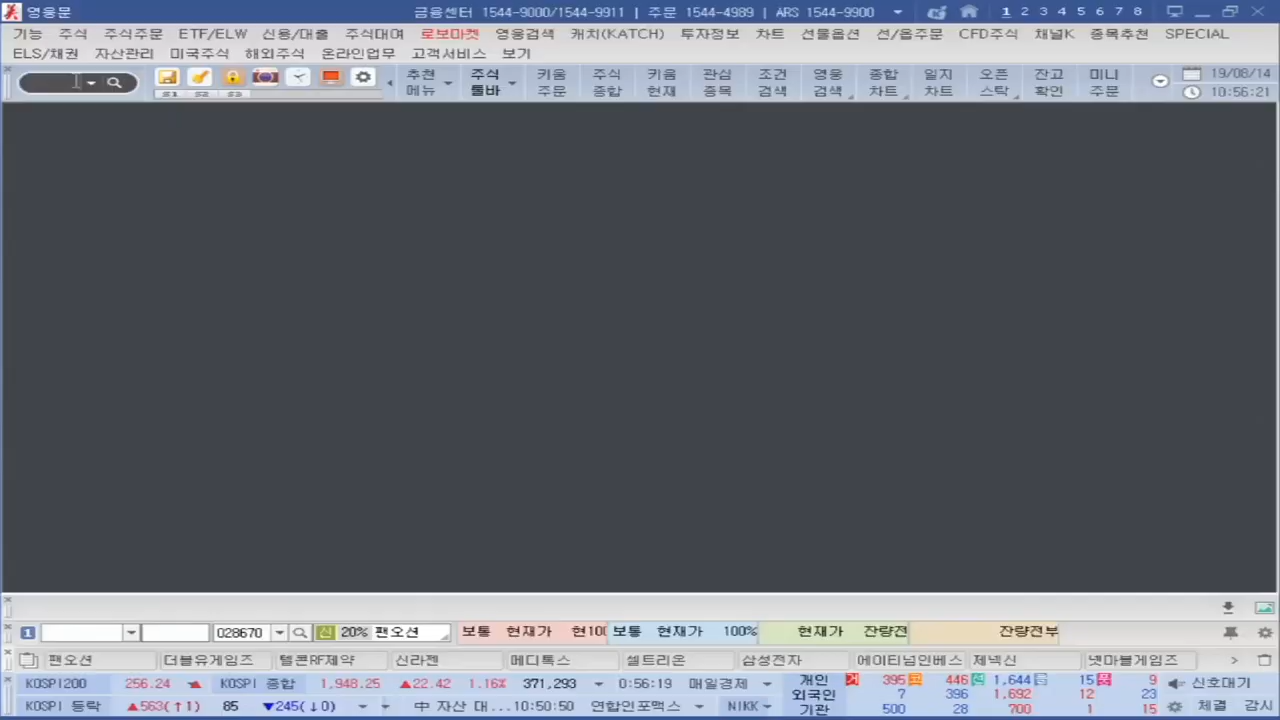 영웅문 금융센터 1544-9000/1544-9911 | 주문 1544-4989 | ARS 1544-9900 1 2 3 4 5 6 7 8
기능 주식 주식주문 ETF/ELW 신용/대출 주식대여 로보마켓 영웅검색 캐치(KATCH) 투자정보 차트 선물옵션 선/옵주문 CFD주식 채널K 종목추천 SPECIAL
ELS/채권 자산관리 미국주식 해외주식 온라인업무 고객서비스 보기
추천 주식 키움 주식 키움 관심 조건 영웅 종합 일지 오픈 잔고 미니 19/08/14
메뉴 툴바 주문 종합 현재 종목 검색 검색 차트 차트 스탁 확인 주문 10:56:21
S1 S2 S3
1 028670 신 20% 팬오션 보통 현재가 현100 보통 현재가 100% 현재가 잔량전 잔량전부
팬오션 더블유게임즈 텔콘RF제약 신라젠 메디톡스 셀트리온 삼성전자 에이티넘인베스 제넥신 넷마블게임즈
KOSPI200 256.24 KOSPI 종합 1,948.25 ▲22.42 1.16% 371,293 0:56:19 매일경제 개인 395 446 1,644 15 9 신호대기
외국인 7 396 1,692 12 23
KOSPI 등락 ▲563(↑1) 85 ▼245(↓0) 中 자산 대...10:50:50 연합인포맥스 NIKK 기관 500 28 700 1 15 체결 감시